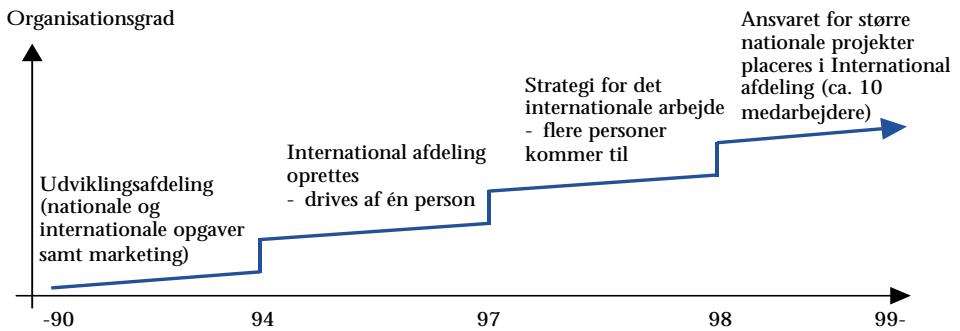 Organisationsgrad
Udviklingsafdeling
(nationale og
internationale opgaver
samt marketing)
International afdeling
oprettes
- drives af én person
Strategi for det
internationale arbejde
- flere personer
kommer til
Ansvaret for større
nationale projekter
placeres i International
afdeling (ca. 10
medarbejdere)
-90
94
97
98
99-